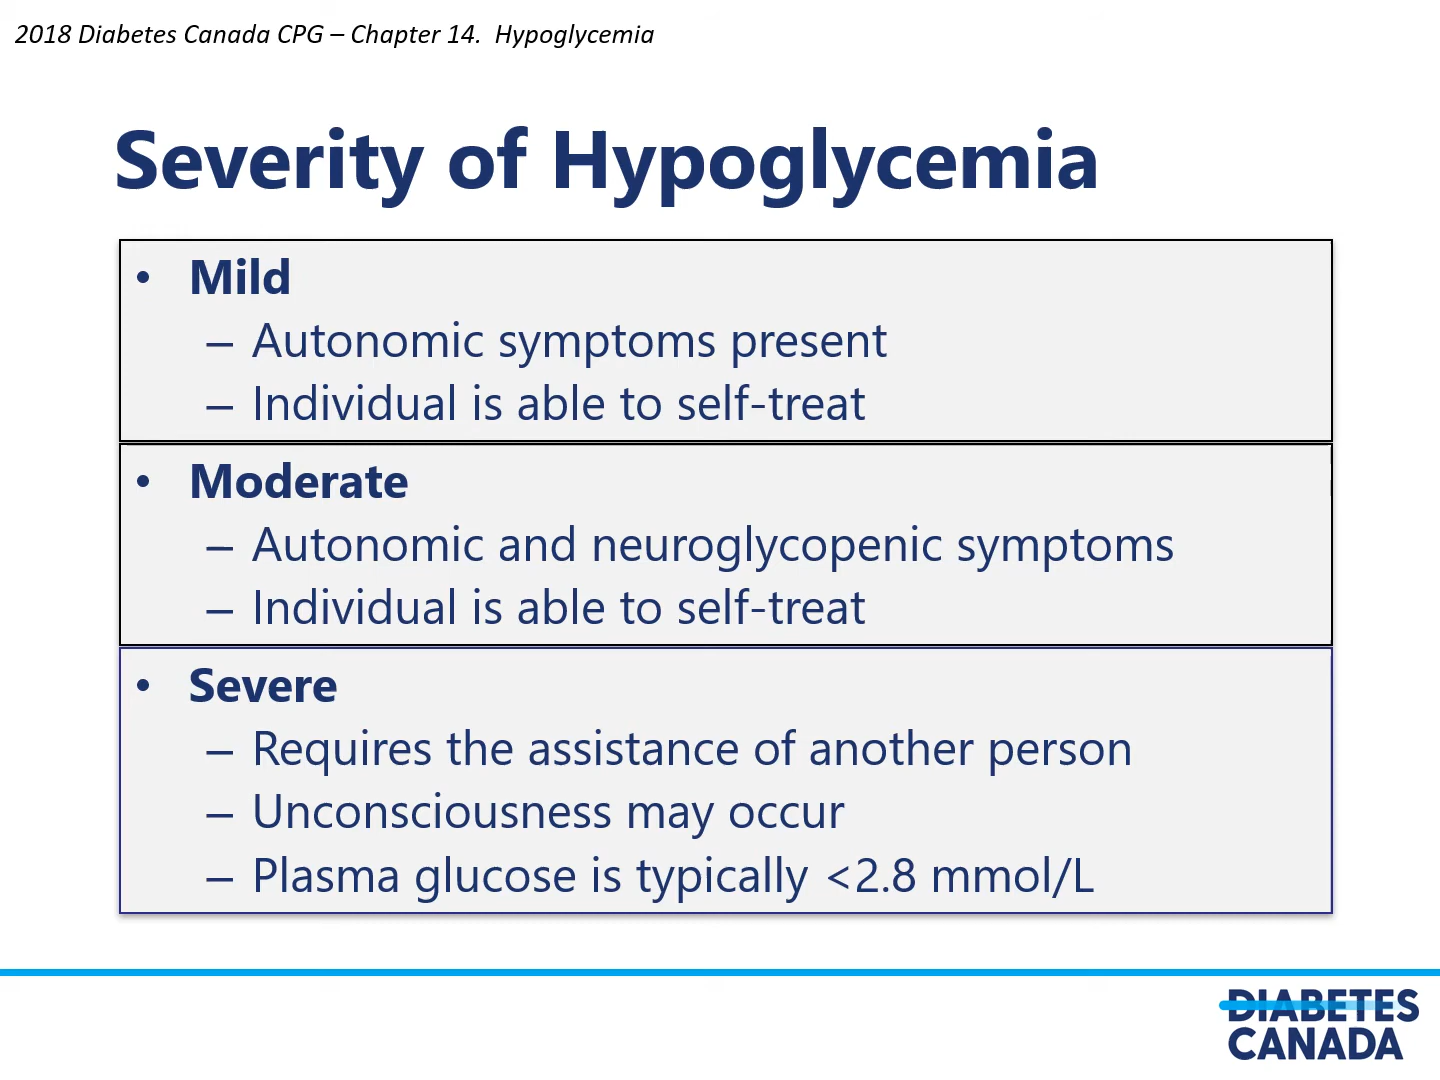 2018 Diabetes Canada CPG – Chapter 14.  Hypoglycemia
Severity of Hypoglycemia
• Mild
– Autonomic symptoms present
– Individual is able to self-treat
• Moderate
– Autonomic and neuroglycopenic symptoms
– Individual is able to self-treat
• Severe
– Requires the assistance of another person
– Unconsciousness may occur
– Plasma glucose is typically <2.8 mmol/L
DIABETES
CANADA